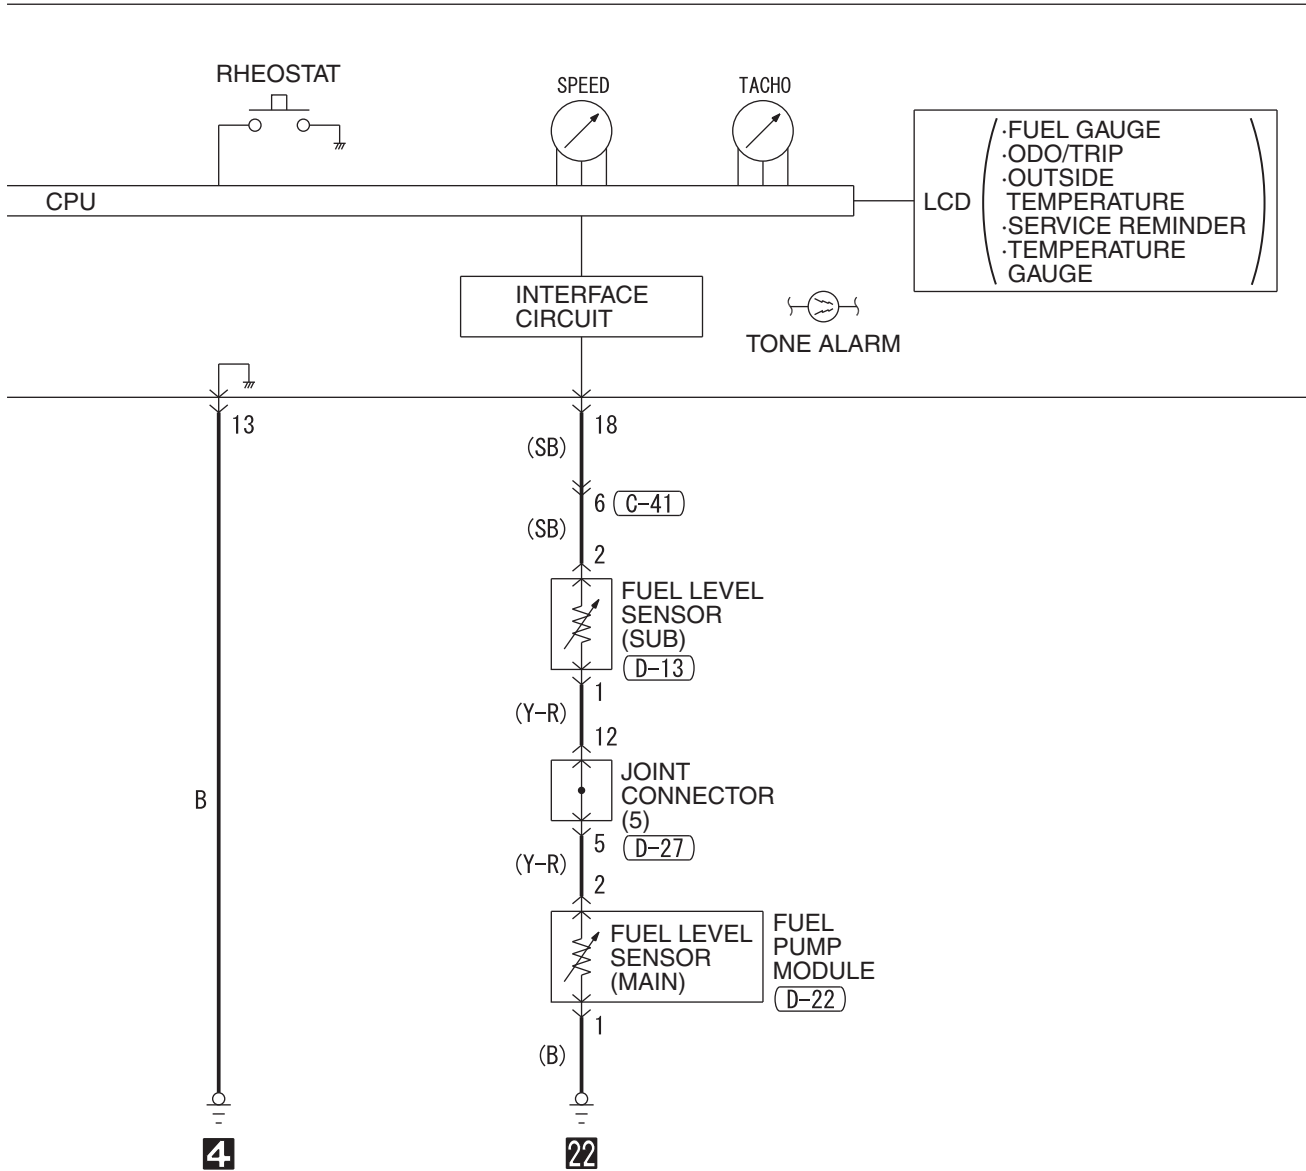 RHEOSTAT
SPEED
TACHO
CPU
LCD
·FUEL GAUGE
·ODO/TRIP
·OUTSIDE
TEMPERATURE
·SERVICE REMINDER
·TEMPERATURE
GAUGE
INTERFACE
CIRCUIT
TONE ALARM
13
18
(SB)
6 C-41
(SB)
2
FUEL LEVEL
SENSOR
(SUB)
D-13
1
(Y-R)
12
JOINT
CONNECTOR
(5)
D-27
B
5
(Y-R)
2
FUEL LEVEL
SENSOR
(MAIN)
FUEL
PUMP
MODULE
D-22
1
(B)
4
22